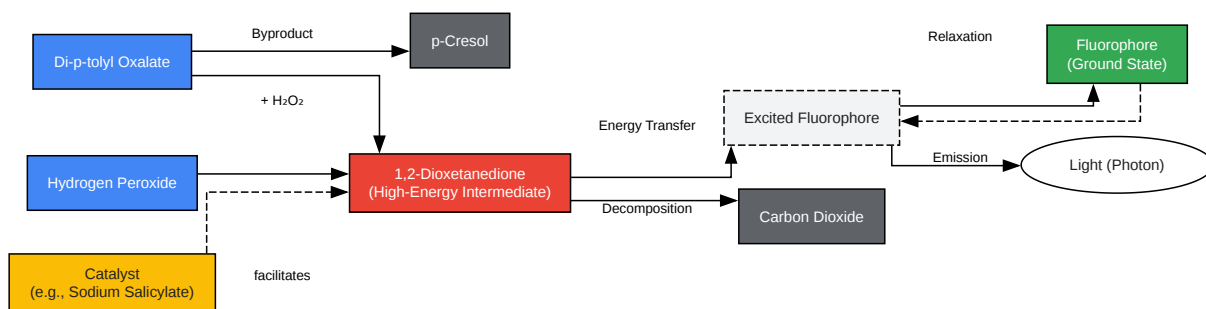 Byproduct
p-Cresol
Relaxation
Fluorophore
(Ground State)
Di-p-tolyl Oxalate
+ H₂O₂
Energy Transfer
Excited Fluorophore
Hydrogen Peroxide
1,2-Dioxetanedione
(High-Energy Intermediate)
Emission
Light (Photon)
Decomposition
Carbon Dioxide
Catalyst
(e.g., Sodium Salicylate)
facilitates